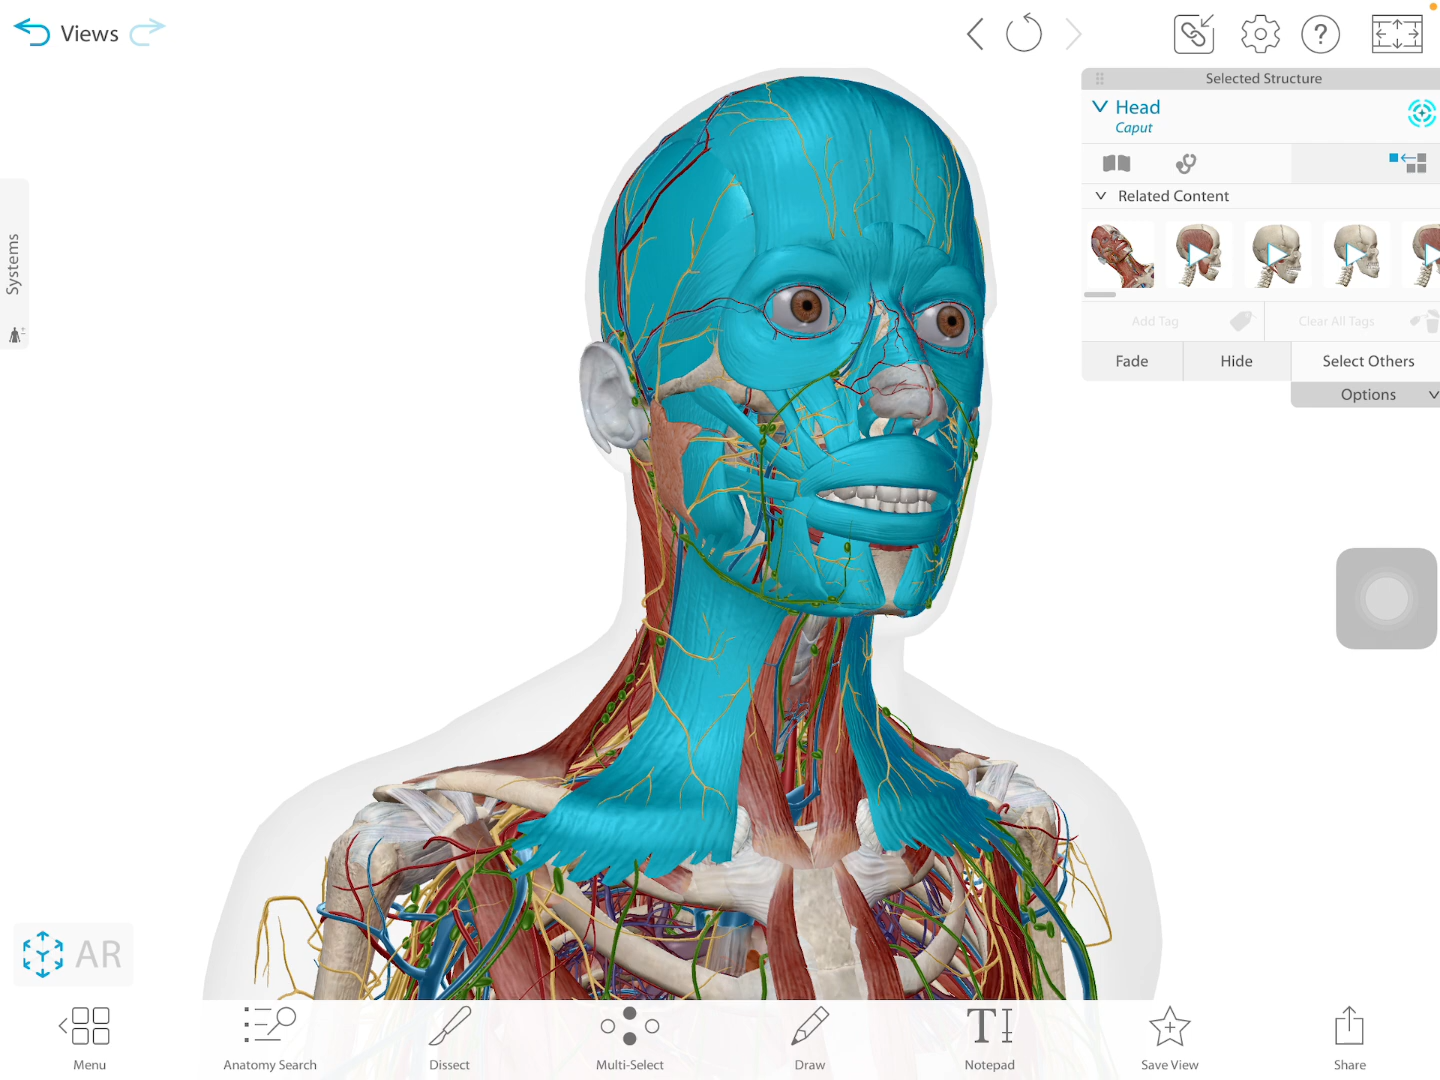 Views
?
Selected Structure
Head
Caput
Systems
Related Content
Add Tag
Clear All Tags
Fade
Hide
Select Others
Options
AR
Menu
Anatomy Search
Dissect
Multi-Select
Draw
Notepad
Save View
Share